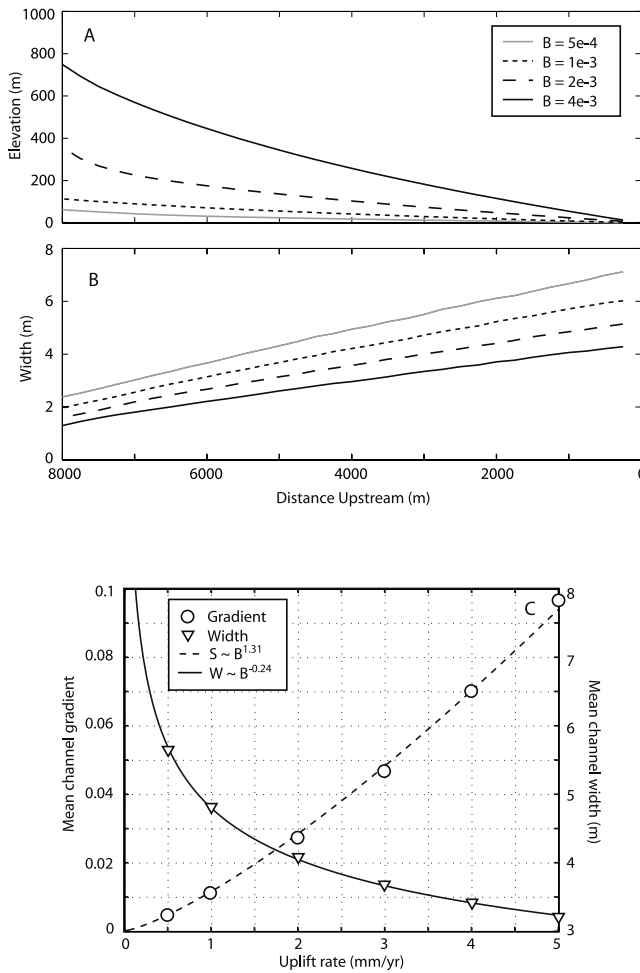 1000
800
600
400
200
0
Elevation (m)
A
B = 5e-4
B = 1e-3
B = 2e-3
B = 4e-3
8
6
4
2
0
Width (m)
B
8000
6000
4000
2000
0
Distance Upstream (m)
0.1
0.08
0.06
0.04
0.02
0
Mean channel gradient
Gradient
Width
S ~ B^1.31
W ~ B^-0.24
C
8
7
6
5
4
3
Mean channel width
(m)
0
1
2
3
4
5
Uplift rate (mm/yr)